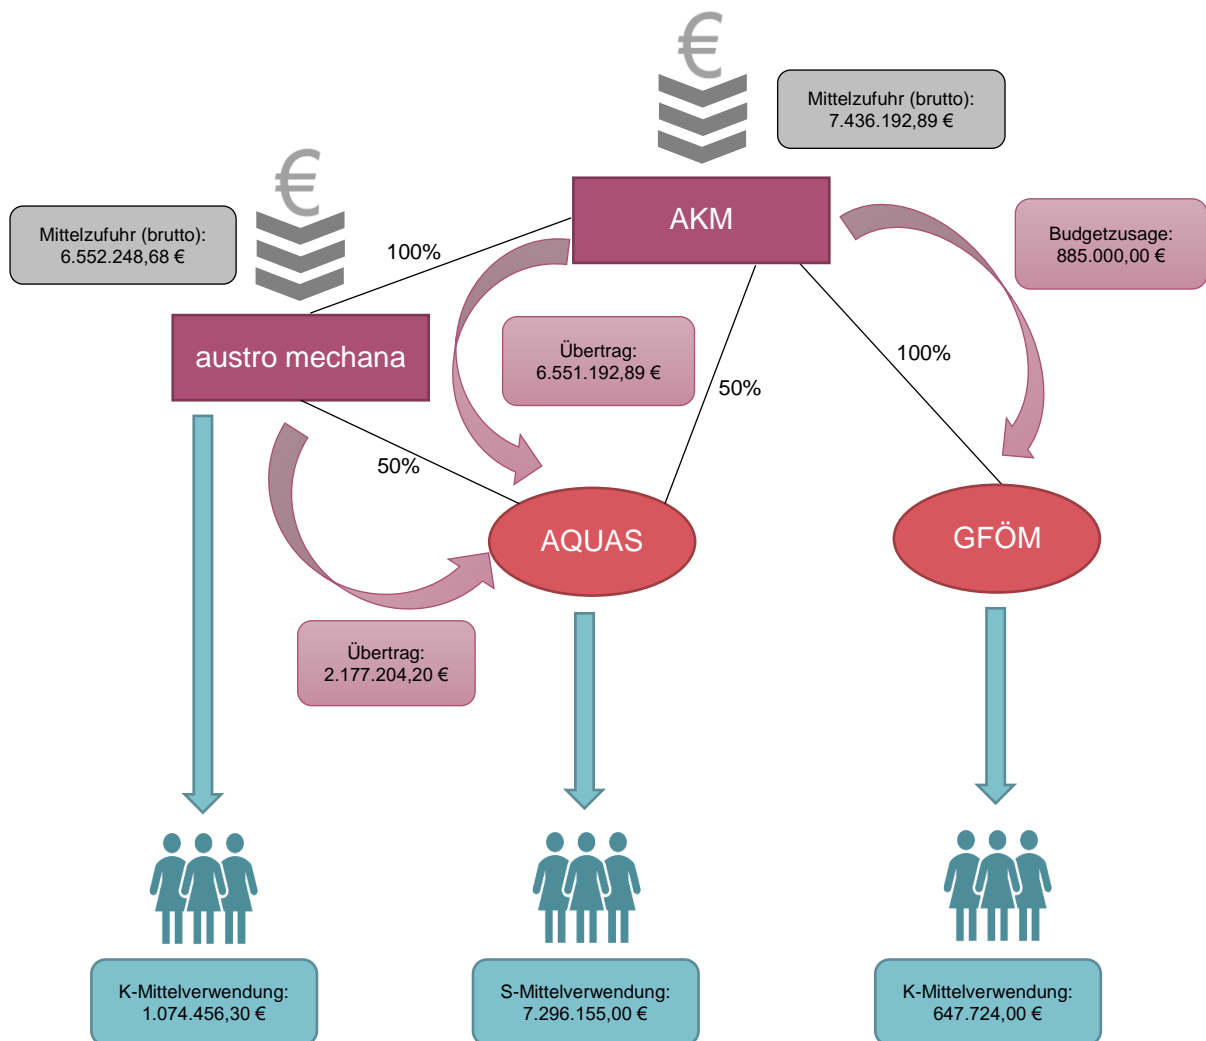 €
Mittelzufuhr (brutto):
7.436.192,89 €
AKM
€
Mittelzufuhr (brutto):
6.552.248,68 €
100%
Budgetzusage:
885.000,00 €
austro mechana
Übertrag:
6.551.192,89 €
100%
50%
50%
AQUAS
GFÖM
Übertrag:
2.177.204,20 €
K-Mittelverwendung:
1.074.456,30 €
S-Mittelverwendung:
7.296.155,00 €
K-Mittelverwendung:
647.724,00 €